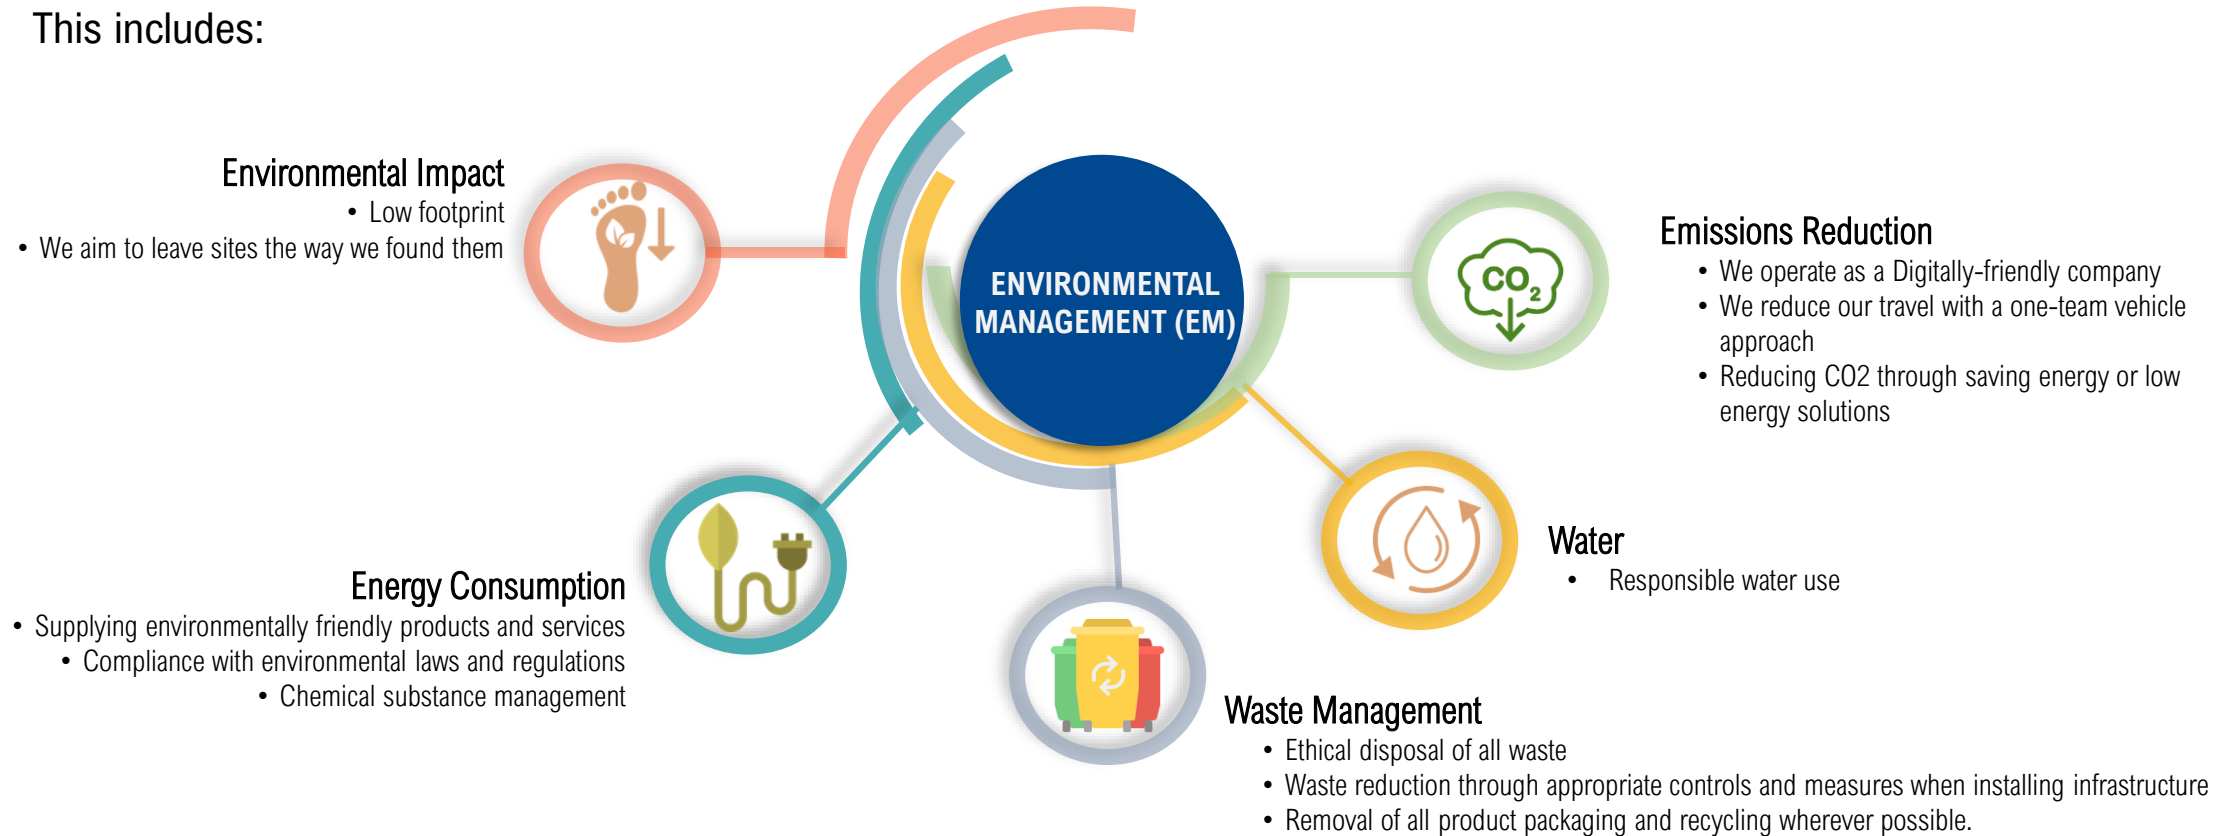 This includes:
Environmental Impact
• Low footprint
• We aim to leave sites the way we found them
ENVIRONMENTAL
MANAGEMENT (EM)
CO2
Emissions Reduction
• We operate as a Digitally-friendly company
• We reduce our travel with a one-team vehicle
approach
• Reducing CO2 through saving energy or low
energy solutions
Energy Consumption
• Supplying environmentally friendly products and services
• Compliance with environmental laws and regulations
• Chemical substance management
Water
• Responsible water use
Waste Management
• Ethical disposal of all waste
• Waste reduction through appropriate controls and measures when installing infrastructure
• Removal of all product packaging and recycling wherever possible.